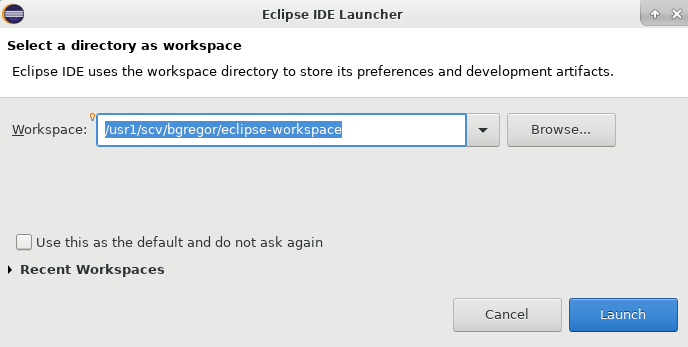 Eclipse IDE Launcher
Select a directory as workspace
Eclipse IDE uses the workspace directory to store its preferences and development artifacts.
Workspace: /usr1/scv/bgregor/eclipse-workspace Browse...
Use this as the default and do not ask again
Recent Workspaces
Cancel Launch